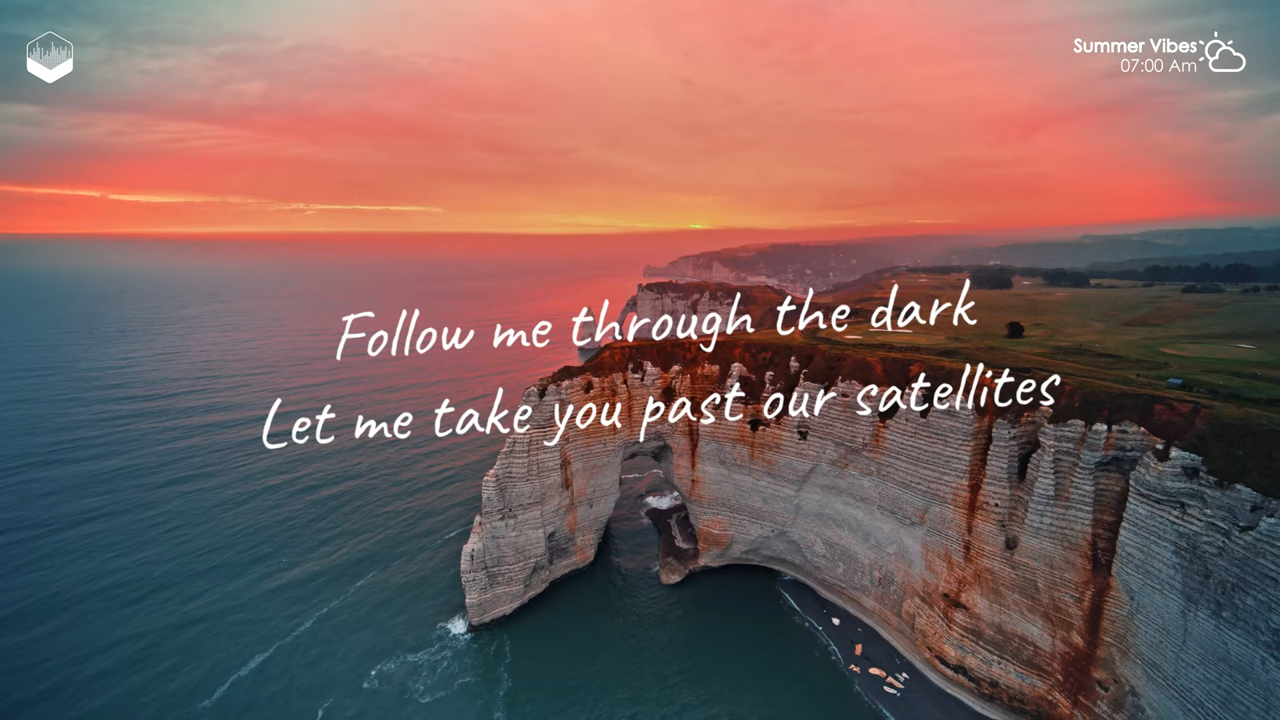 Summer Vibes
07:00 Am
Follow me through the dark
Let me take you past our satellites